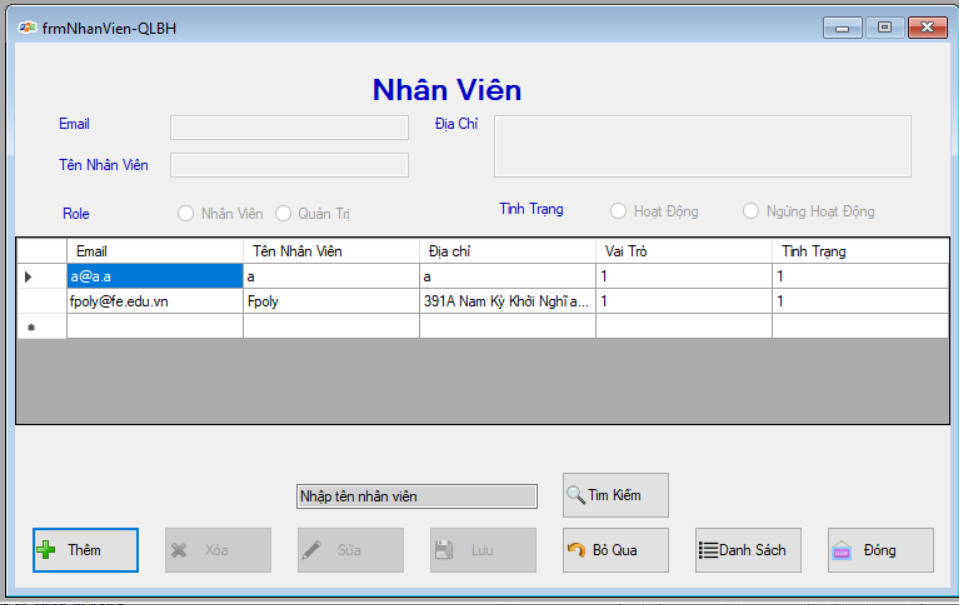 frmNhanVien-QLBH
Nhân Viên
Email
Địa Chỉ
Tên Nhân Viên
Role
Nhân Viên
Quản Trị
Tình Trạng
Hoạt Động
Ngừng Hoạt Động
Email Tên Nhân Viên Địa chỉ Vai Trò Tình Trạng
a@a.a a a 1 1
fpoly@fe.edu.vn Fpoly 391A Nam Kỳ Khởi Nghĩa... 1 1
Nhập tên nhân viên
Tìm Kiếm
Thêm
Xóa
Sửa
Lưu
Bỏ Qua
Danh Sách
Đóng